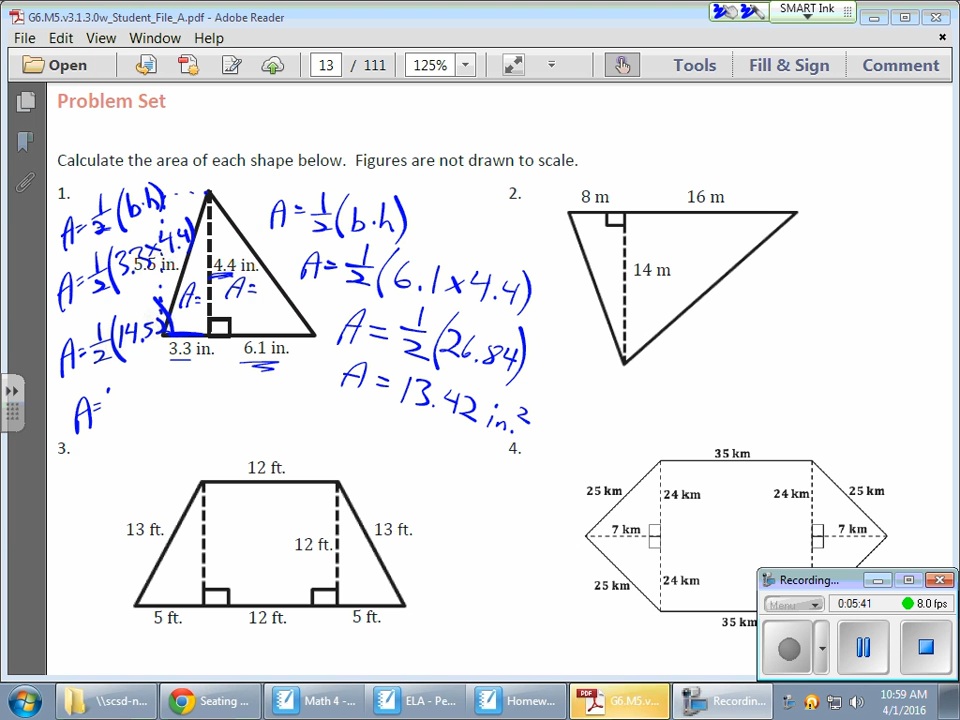 G6.M5.v3.1.3.0w_Student_File_A.pdf - Adobe Reader
SMART Ink
File Edit View Window Help
Open
13 / 111
125%
Tools
Fill & Sign
Comment
Problem Set
Calculate the area of each shape below. Figures are not drawn to scale.
1.
A=½(b·h)
A=½(3.3×4.4)
A=½(14.52)
A=
5.5 in.
4.4 in.
A=
A=
3.3 in.
6.1 in.
A=½(b·h)
A=½(6.1×4.4)
A=½(26.84)
A=13.42 in.²
2.
8 m
16 m
14 m
3.
12 ft.
13 ft.
13 ft.
12 ft.
5 ft.
12 ft.
5 ft.
4.
35 km
25 km
24 km
24 km
25 km
7 km
7 km
25 km
24 km
35 k
Recording...
Menu
0:05:41
8.0 fps
\\scsd-n...
Seating ...
Math 4 -...
ELA - Pe...
Homew...
G6.M5.v...
Recordin...
10:59 AM
4/1/2016